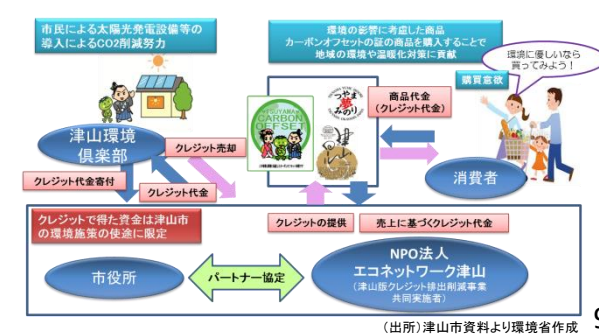 市民による太陽光発電設備等の
導入によるCO2削減努力
環境の影響に考慮した商品
カーボンオフセットの証の商品を購入することで
地域の環境や温暖化対策に貢献
環境に優しいなら
買ってみよう！
購買意欲
商品代金
（クレジット代金）
TSUYAMA
CARBON
OFFSET
つやま
夢
みのり
津山環境
倶楽部
クレジット売却
消費者
クレジット代金寄付
クレジット代金
クレジットで得た資金は津山市
の環境施策の使途に限定
クレジットの提供
売上に基づくクレジット代金
市役所
パートナー協定
NPO法人
エコネットワーク津山
（津山版クレジット排出削減事業
共同実施者）
（出所）津山市資料より環境省作成